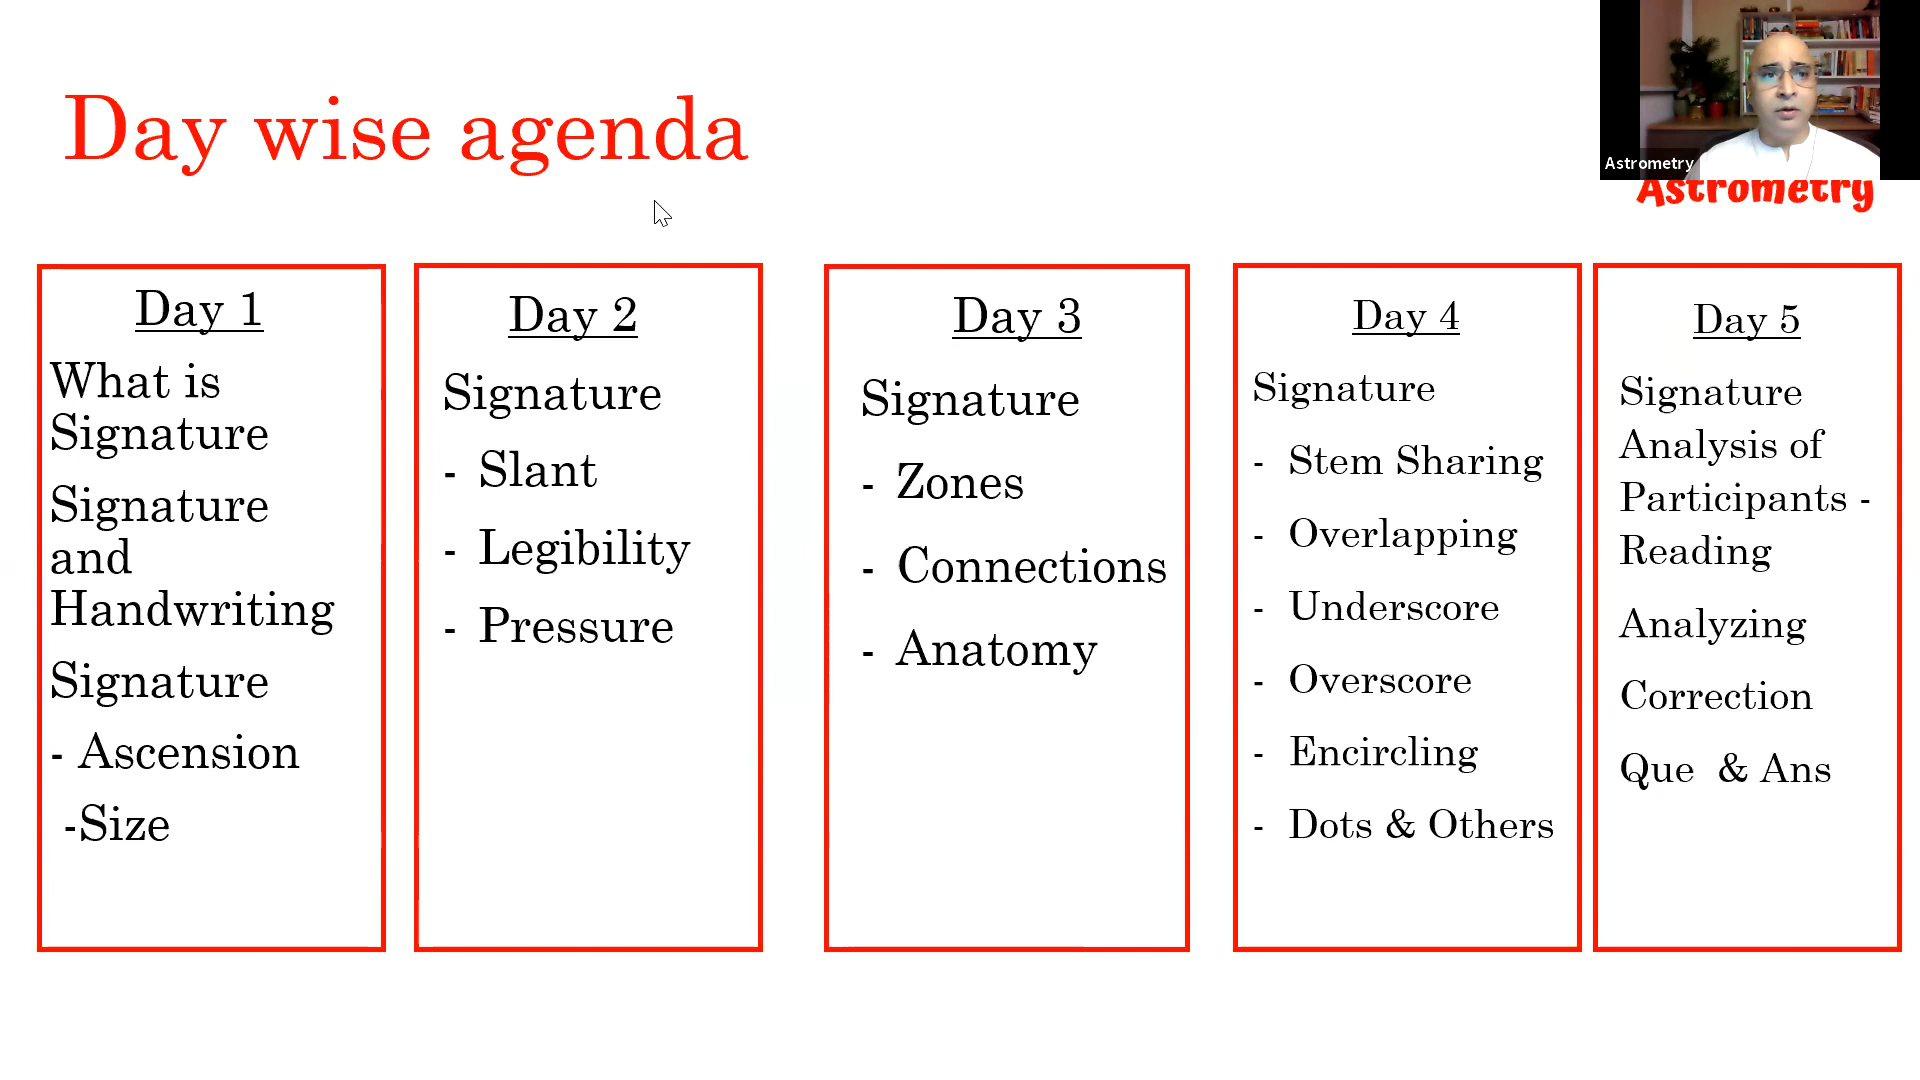 Day wise agenda
Astrometry
Astrometry
Day 1
What is
Signature
Signature
and
Handwriting
Signature
- Ascension
-Size
Day 2
Signature
- Slant
- Legibility
- Pressure
Day 3
Signature
- Zones
- Connections
- Anatomy
Day 4
Signature
- Stem Sharing
- Overlapping
- Underscore
- Overscore
- Encircling
- Dots & Others
Day 5
Signature
Analysis of
Participants -
Reading
Analyzing
Correction
Que & Ans